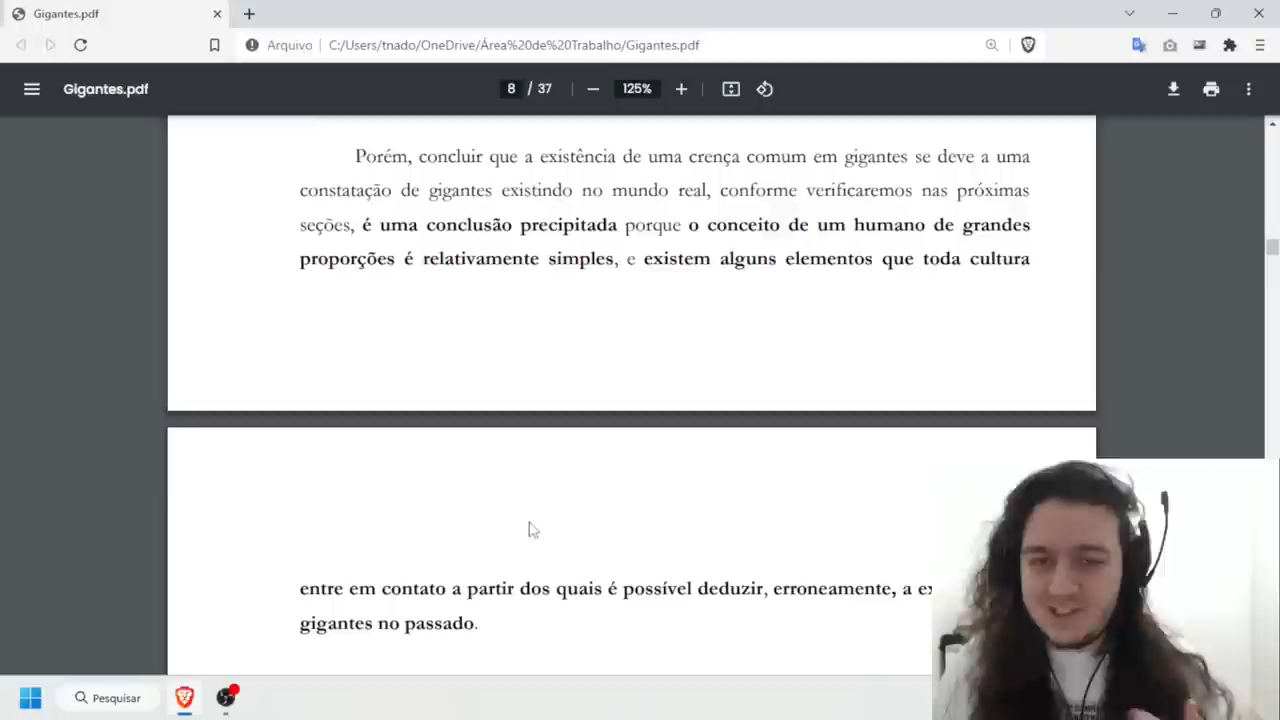 Gigantes.pdf
Arquivo C:/Users/tnado/OneDrive/Área%20de%20Trabalho/Gigantes.pdf
Gigantes.pdf 8 / 37 125%
Porém, concluir que a existência de uma crença comum em gigantes se deve a uma
constatação de gigantes existindo no mundo real, conforme verificaremos nas próximas
seções, é uma conclusão precipitada porque o conceito de um humano de grandes
proporções é relativamente simples, e existem alguns elementos que toda cultura
entre em contato a partir dos quais é possível deduzir, erroneamente, a ex
gigantes no passado.
Pesquisar